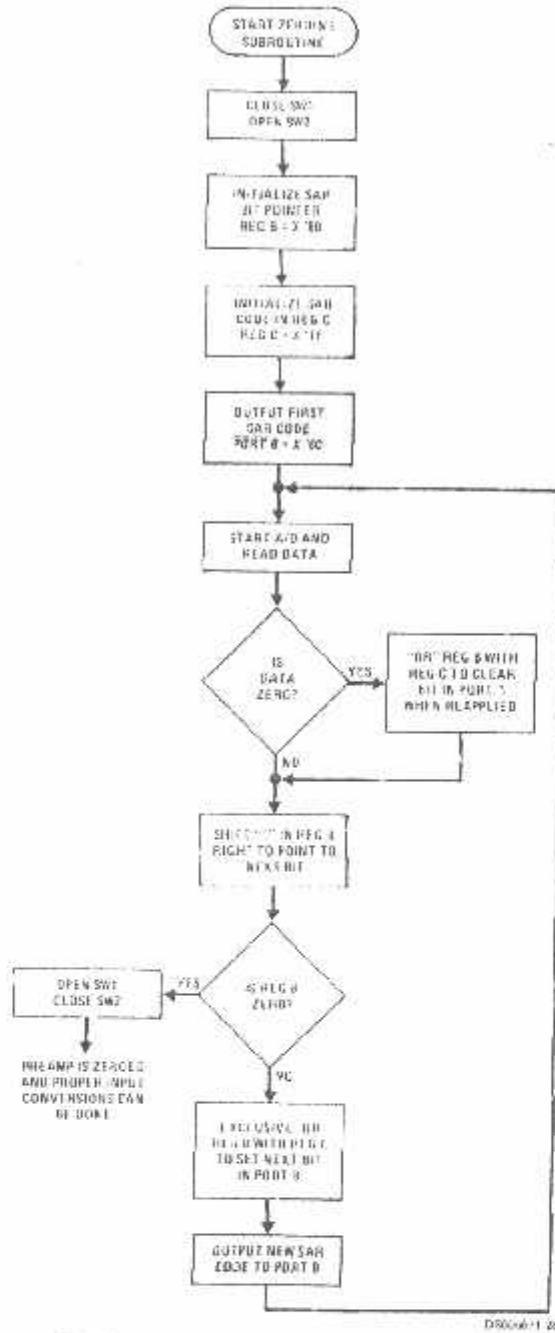 START ZEROING
SUBROUTINE
CLOSE SW1
OPEN SW2
INITIALIZE SAR
BIT POINTER
REG B = X '80
INITIALIZE SAR
CODE IN REG C
REG C = X
OUTPUT FIRST
SAR CODE
PORT B = X
START A/D AND
READ DATA
IS
DATA
ZERO?
YES
"OR" REG B WITH
REG C TO CLEAR
BIT IN PORT
WHEN REAPPLIED
NO
SHIFT IN REG B
RIGHT TO POINT TO
NEXT BIT
IS REG B
ZERO?
YES
OPEN SW1
CLOSE SW2
PREAMP IS ZEROED
AND PROPER INPUT
CONVERSIONS CAN
BE DONE
NO
EXCLUSIVE OR
REG B WITH REG C
TO SET NEXT BIT
IN PORT B
OUTPUT NEW SAR
CODE TO PORT B